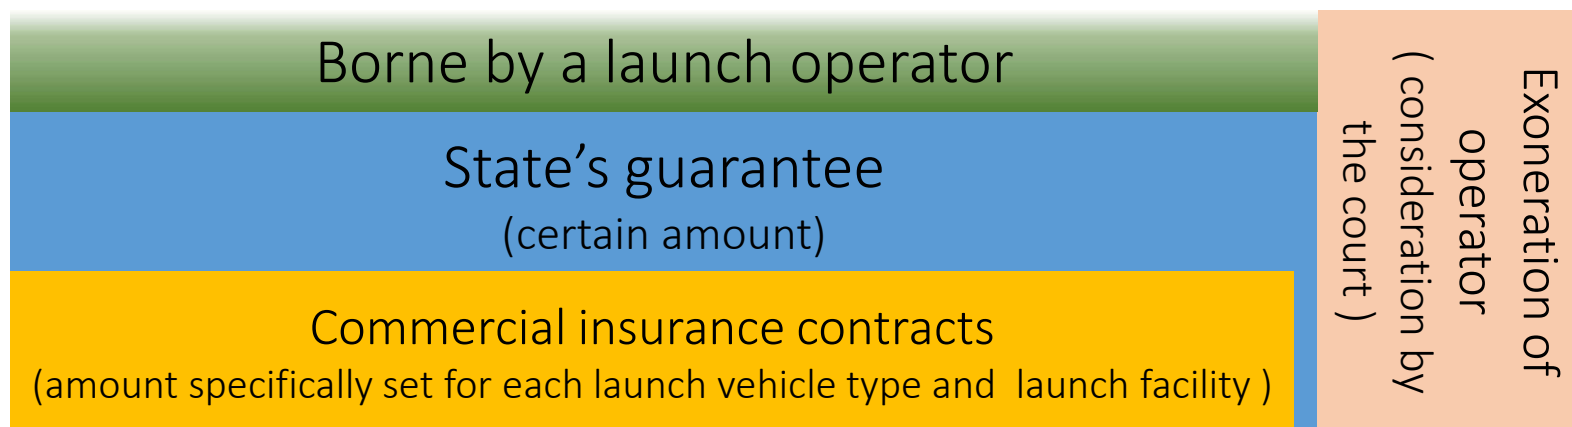 Borne by a launch operator
State’s guarantee
(certain amount)
Commercial insurance contracts
(amount specifically set for each launch vehicle type and  launch facility )
Exoneration of
operator
( consideration by
the court )